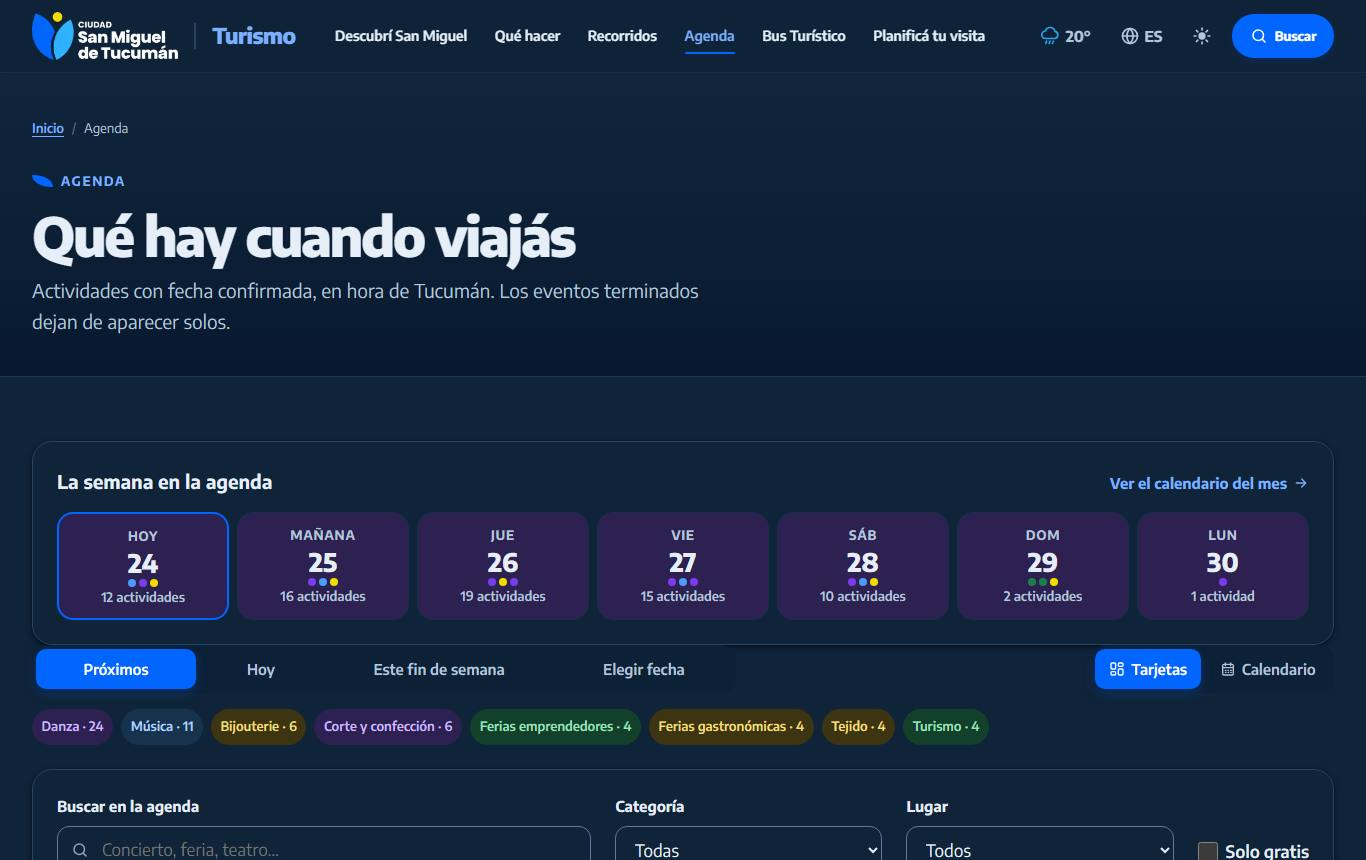 CIUDAD
San Miguel
de Tucumán
Turismo
Descubrí San Miguel
Qué hacer
Recorridos
Agenda
Bus Turístico
Planificá tu visita
20°
ES
Buscar
Inicio / Agenda
AGENDA
Qué hay cuando viajás
Actividades con fecha confirmada, en hora de Tucumán. Los eventos terminados
dejan de aparecer solos.
La semana en la agenda
Ver el calendario del mes →
HOY
24
12 actividades
MAÑANA
25
16 actividades
JUE
26
19 actividades
VIE
27
15 actividades
SÁB
28
10 actividades
DOM
29
2 actividades
LUN
30
1 actividad
Próximos
Hoy
Este fin de semana
Elegir fecha
Tarjetas
Calendario
Danza · 24
Música · 11
Bijouterie · 6
Corte y confección · 6
Ferias emprendedores · 4
Ferias gastronómicas · 4
Tejido · 4
Turismo · 4
Buscar en la agenda
Categoría
Lugar
Concierto, feria, teatro...
Todas
Todos
Solo gratis